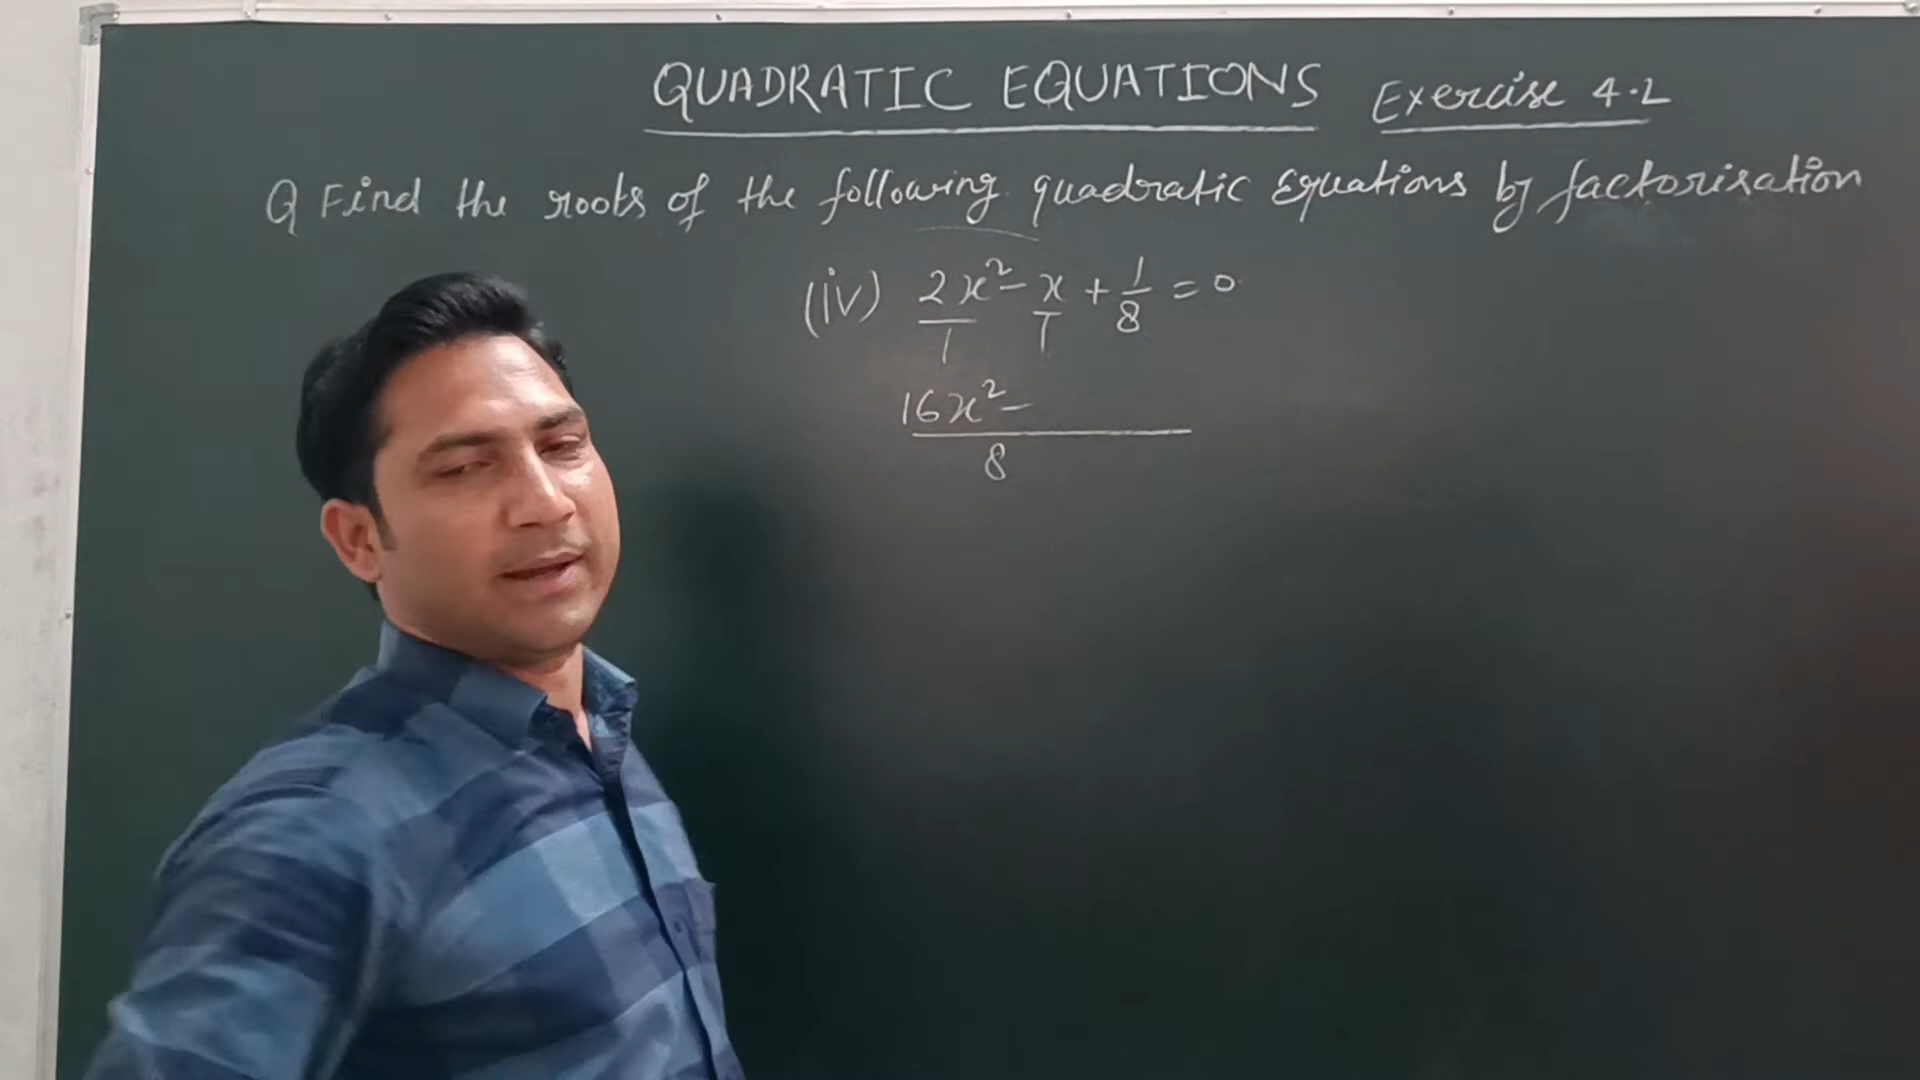 QUADRATIC EQUATIONS Exercise 4.2
Q Find the roots of the following quadratic Equations by factorisation
(iv) 2x²/1 - x/1 + 1/8 = 0
16x² -
8